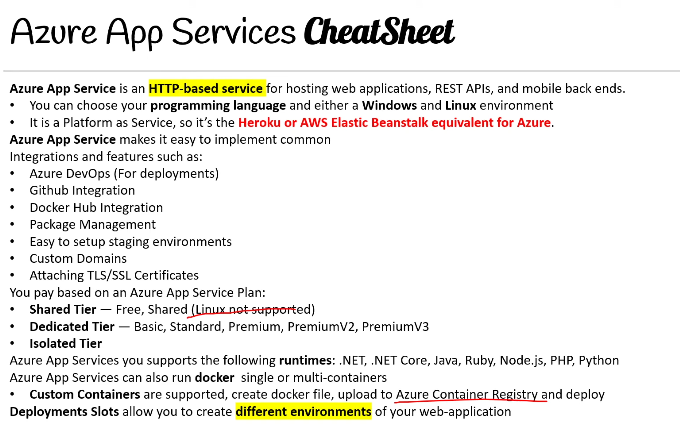 Azure App Services CheatSheet
Azure App Service is an HTTP-based service for hosting web applications, REST APIs, and mobile back ends.
• You can choose your programming language and either a Windows and Linux environment
• It is a Platform as Service, so it's the Heroku or AWS Elastic Beanstalk equivalent for Azure.
Azure App Service makes it easy to implement common
Integrations and features such as:
• Azure DevOps (For deployments)
• Github Integration
• Docker Hub Integration
• Package Management
• Easy to setup staging environments
• Custom Domains
• Attaching TLS/SSL Certificates
You pay based on an Azure App Service Plan:
• Shared Tier — Free, Shared (Linux not supported)
• Dedicated Tier — Basic, Standard, Premium, PremiumV2, PremiumV3
• Isolated Tier
Azure App Services you supports the following runtimes: .NET, .NET Core, Java, Ruby, Node.js, PHP, Python
Azure App Services can also run docker single or multi-containers
• Custom Containers are supported, create docker file, upload to Azure Container Registry and deploy
Deployments Slots allow you to create different environments of your web-application